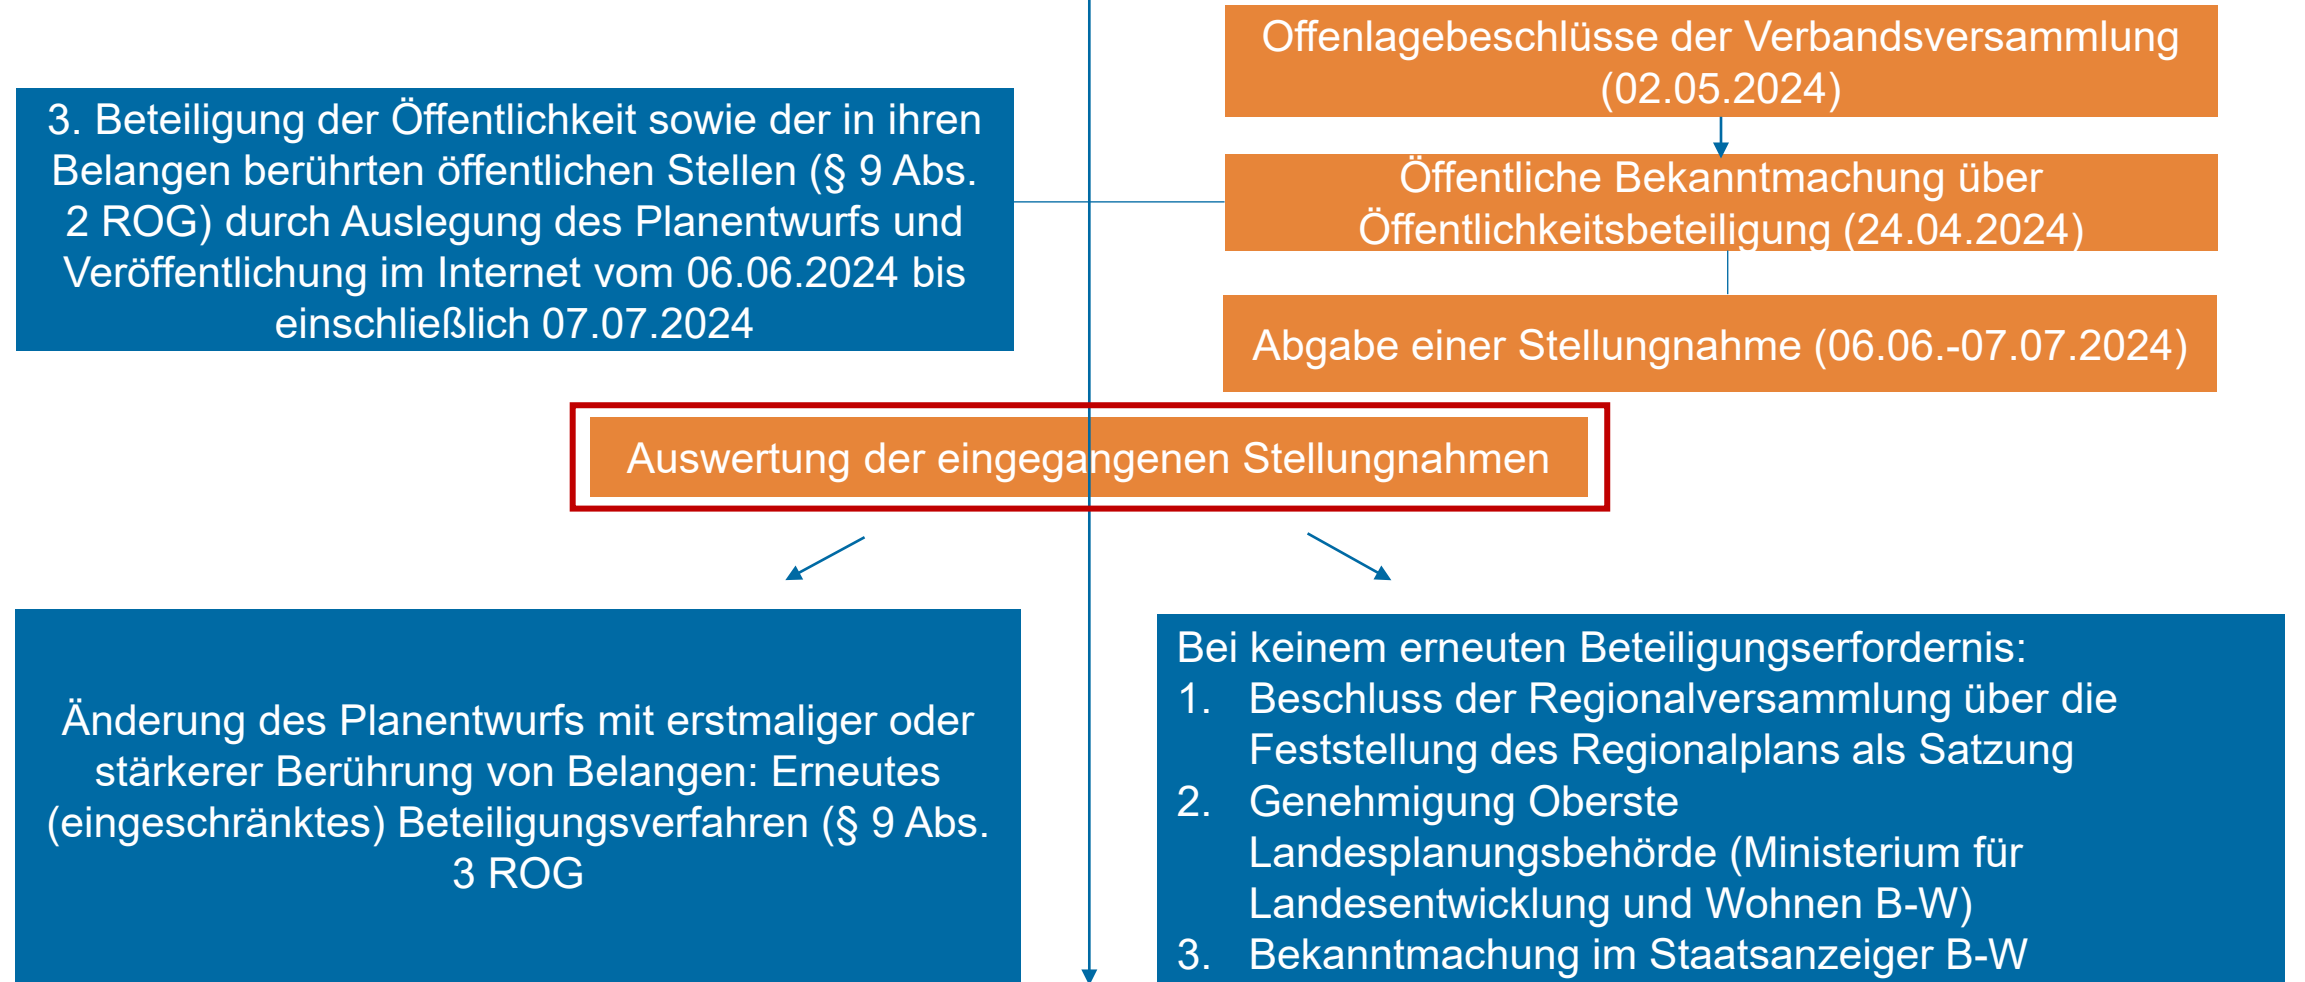 Offenlagebeschlüsse der Verbandsversammlung
(02.05.2024)
3. Beteiligung der Öffentlichkeit sowie der in ihren
Belangen berührten öffentlichen Stellen (§ 9 Abs.
2 ROG) durch Auslegung des Planentwurfs und
Veröffentlichung im Internet vom 06.06.2024 bis
einschließlich 07.07.2024
Öffentliche Bekanntmachung über
Öffentlichkeitsbeteiligung (24.04.2024)
Abgabe einer Stellungnahme (06.06.-07.07.2024)
Auswertung der eingegangenen Stellungnahmen
Änderung des Planentwurfs mit erstmaliger oder
stärkerer Berührung von Belangen: Erneutes
(eingeschränktes) Beteiligungsverfahren (§ 9 Abs.
3 ROG
Bei keinem erneuten Beteiligungserfordernis:
1. Beschluss der Regionalversammlung über die
Feststellung des Regionalplans als Satzung
2. Genehmigung Oberste
Landesplanungsbehörde (Ministerium für
Landesentwicklung und Wohnen B-W)
3. Bekanntmachung im Staatsanzeiger B-W